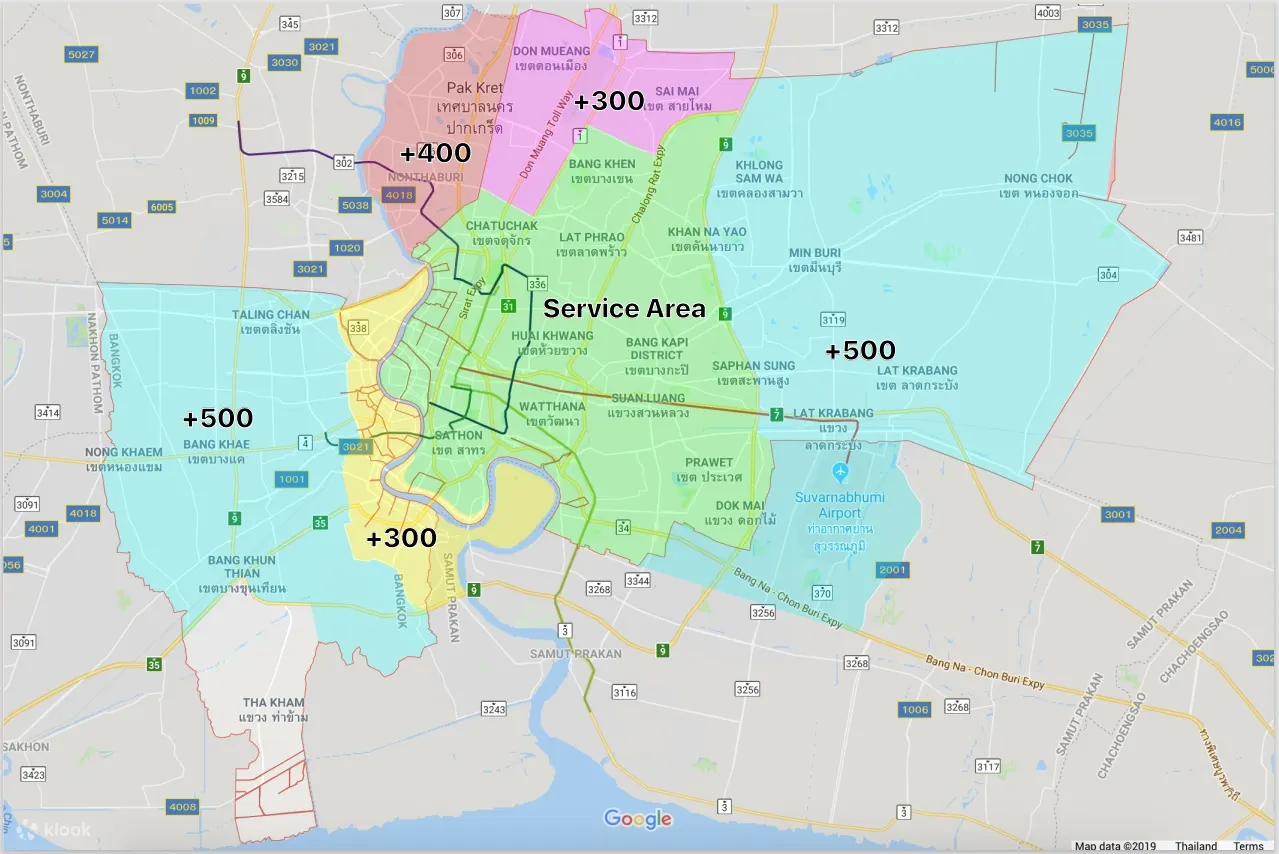 307
3312
4003
3035
345
3021
5027
3030
306
1
DON MUEANG
เขตดอนเมือง
3312
5006
9
1002
Pak Kret
เทศบาลนคร
ปากเกร็ด
SAI MAI
เขต สายไหม
+300
1009
NONTHABURI
N PATHOM
Don Muang Toll Way
1
3035
4016
+400
302
9
BANG KHEN
เขตบางเขน
Chalong Rat Expy
KHLONG
SAM WA
เขตคลองสามวา
NONG CHOK
เขต หนองจอก
3215
NONTHABURI
4018
3004
3584
5038
6005
5014
CHATUCHAK
เขตจตุจักร
LAT PHRAO
เขตลาดพร้าว
KHAN NA YAO
เขตคันนายาว
3481
5
1020
3021
MIN BURI
เขตมีนบุรี
304
336
Sirat Expy
31
Service Area
9
3119
TALING CHAN
เขตตลิ่งชัน
338
NAKHON PATHOM
BANGKOK
HUAI KHWANG
เขตห้วยขวาง
BANG KAPI
DISTRICT
เขตบางกะปิ
+500
SAPHAN SUNG
เขตสะพานสูง
LAT KRABANG
เขต ลาดกระบัง
3414
+500
WATTHANA
เขตวัฒนา
SUAN LUANG
แขวงสวนหลวง
7
LAT KRABANG
แขวง
ลาดกระบัง
4
3021
SATHON
เขต สาทร
BANG KHAE
เขตบางแค
NONG KHAEM
เขตหนองแขม
1001
PRAWET
เขต ประเวศ
Suvarnabhumi
Airport
ท่าอากาศยาน
สุวรรณภูมิ
3091
4018
4001
9
35
DOK MAI
แขวง ดอกไม้
34
3001
2004
+300
7
056
BANG KHUN
THIAN
เขตบางขุนเทียน
BANGKOK
SAMUT PRAKAN
9
3268
3344
2001
370
Bang Na - Chon Buri Expy
3256
3
3091
35
SAMUT PRAKAN
9
3268
Bang Na - Chon Buri Expy
SAMUT PRAKAN
CHACHOENGSAO
302
THA KHAM
แขวง ท่าข้าม
3243
3116
3256
1006
3268
SAMUT PRAKAN
CHACHOENGSAO
SAKHON
3423
3117
4008
3
3
klook
Google
Map data ©2019
Thailand
Terms